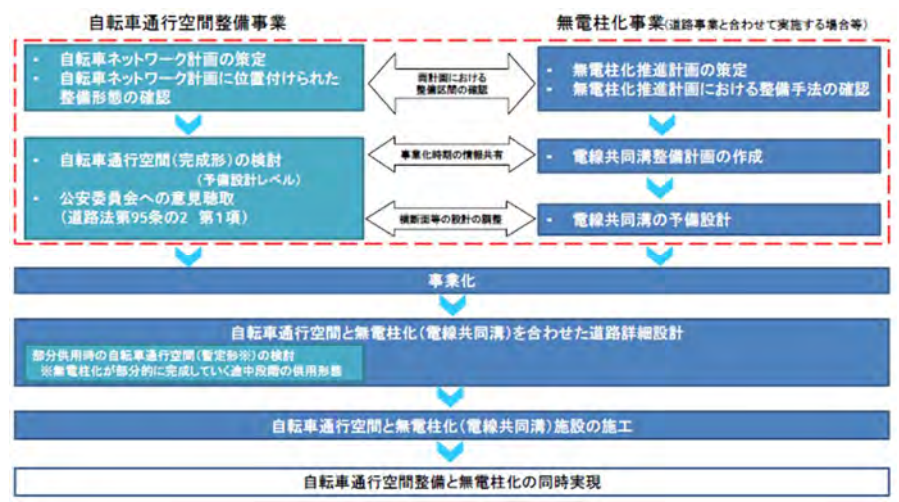 自転車通行空間整備事業
無電柱化事業(道路事業と合わせて実施する場合等)
・ 自転車ネットワーク計画の策定
・ 自転車ネットワーク計画に位置付けられた
整備形態の確認
両計画における
整備区間の確認
・ 無電柱化推進計画の策定
・ 無電柱化推進計画における整備手法の確認
・ 自転車通行空間(完成形)の検討
(予備設計レベル)
・ 公安委員会への意見聴取
(道路法第95条の2 第1項)
事業化時期の情報共有
・ 電線共同溝整備計画の作成
横断面等の設計の調整
・ 電線共同溝の予備設計
事業化
自転車通行空間と無電柱化(電線共同溝)を合わせた道路詳細設計
部分供用時の自転車通行空間(暫定形※)の検討
※無電柱化が部分的に完成していく途中段階の供用形態
自転車通行空間と無電柱化(電線共同溝)施設の施工
自転車通行空間整備と無電柱化の同時実現